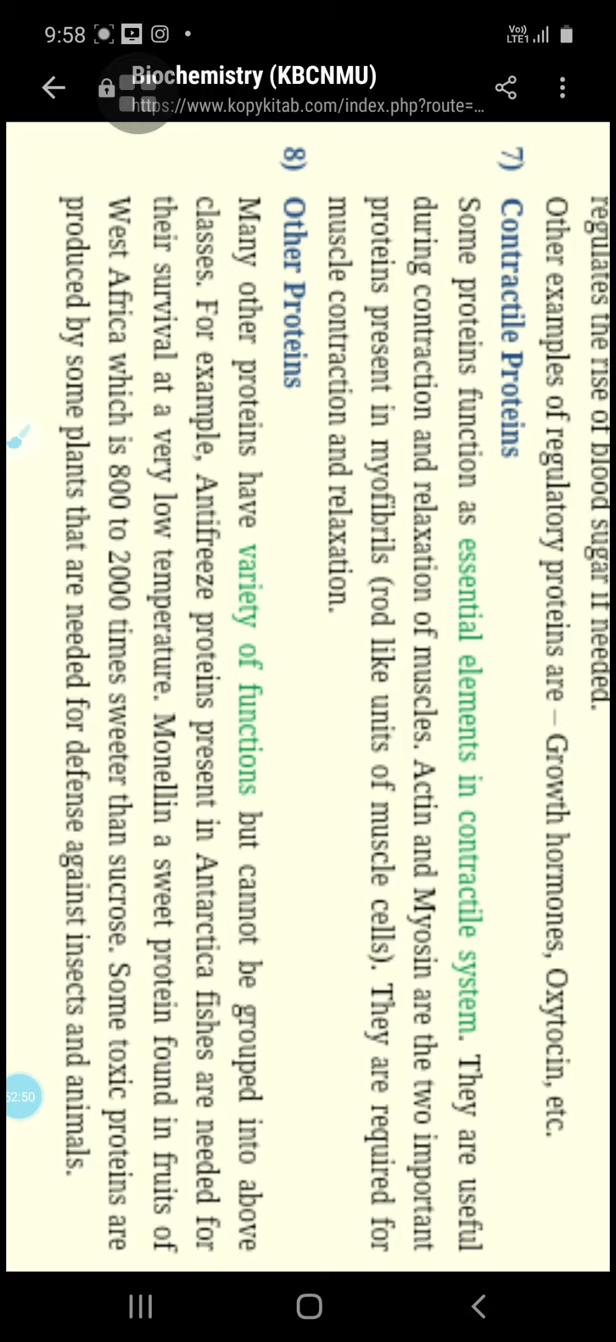 9:58
Vo))
LTE1
Biochemistry (KBCNMU)
https://www.kopykitab.com/index.php?route=...
regulates the rise of blood sugar if needed.
Other examples of regulatory proteins are – Growth hormones, Oxytocin, etc.
7) Contractile Proteins
Some proteins function as essential elements in contractile system. They are useful
during contraction and relaxation of muscles. Actin and Myosin are the two important
proteins present in myofibrils (rod like units of muscle cells). They are required for
muscle contraction and relaxation.
8) Other Proteins
Many other proteins have variety of functions but cannot be grouped into above
classes. For example, Antifreeze proteins present in Antarctica fishes are needed for
their survival at a very low temperature. Monellin a sweet protein found in fruits of
West Africa which is 800 to 2000 times sweeter than sucrose. Some toxic proteins are
produced by some plants that are needed for defense against insects and animals.
52:50